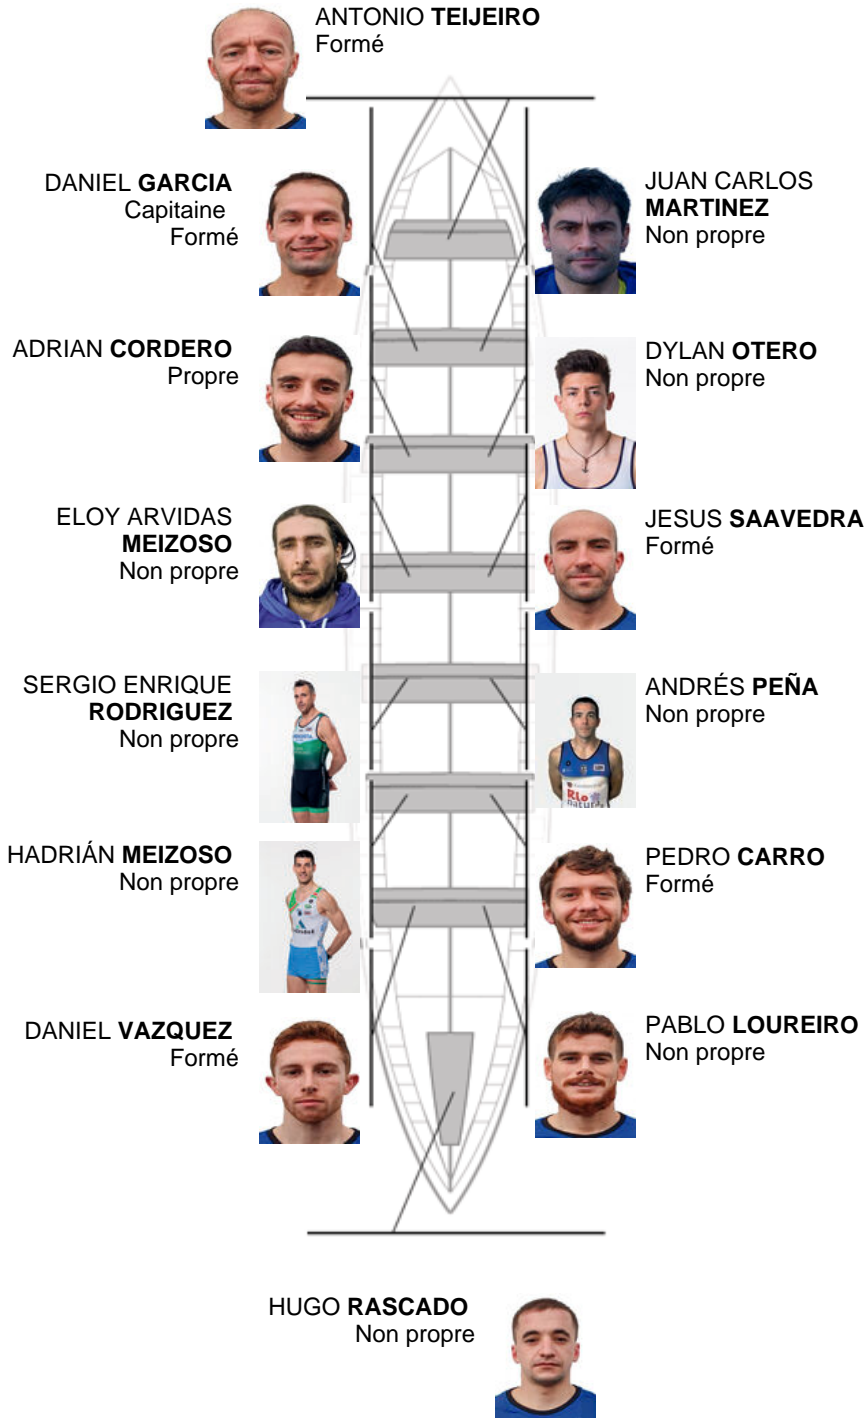 ANTONIO TEIJEIRO
Formé
DANIEL GARCIA
Capitaine
Formé
JUAN CARLOS
MARTINEZ
Non propre
ADRIAN CORDERO
Propre
DYLAN OTERO
Non propre
ELOY ARVIDAS
MEIZOSO
Non propre
JESUS SAAVEDRA
Formé
SERGIO ENRIQUE
RODRIGUEZ
Non propre
ANDRÉS PEÑA
Non propre
Río
natura
HADRIÁN MEIZOSO
Non propre
PEDRO CARRO
Formé
DANIEL VAZQUEZ
Formé
PABLO LOUREIRO
Non propre
HUGO RASCADO
Non propre